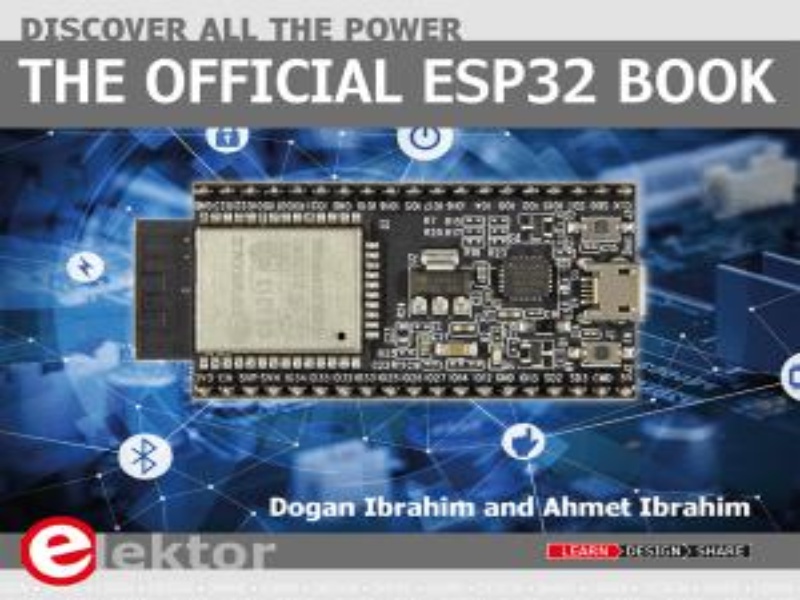 DISCOVER ALL THE POWER
THE OFFICIAL ESP32 BOOK
Dogan Ibrahim and Ahmet Ibrahim
elektor
LEARN DESIGN SHARE